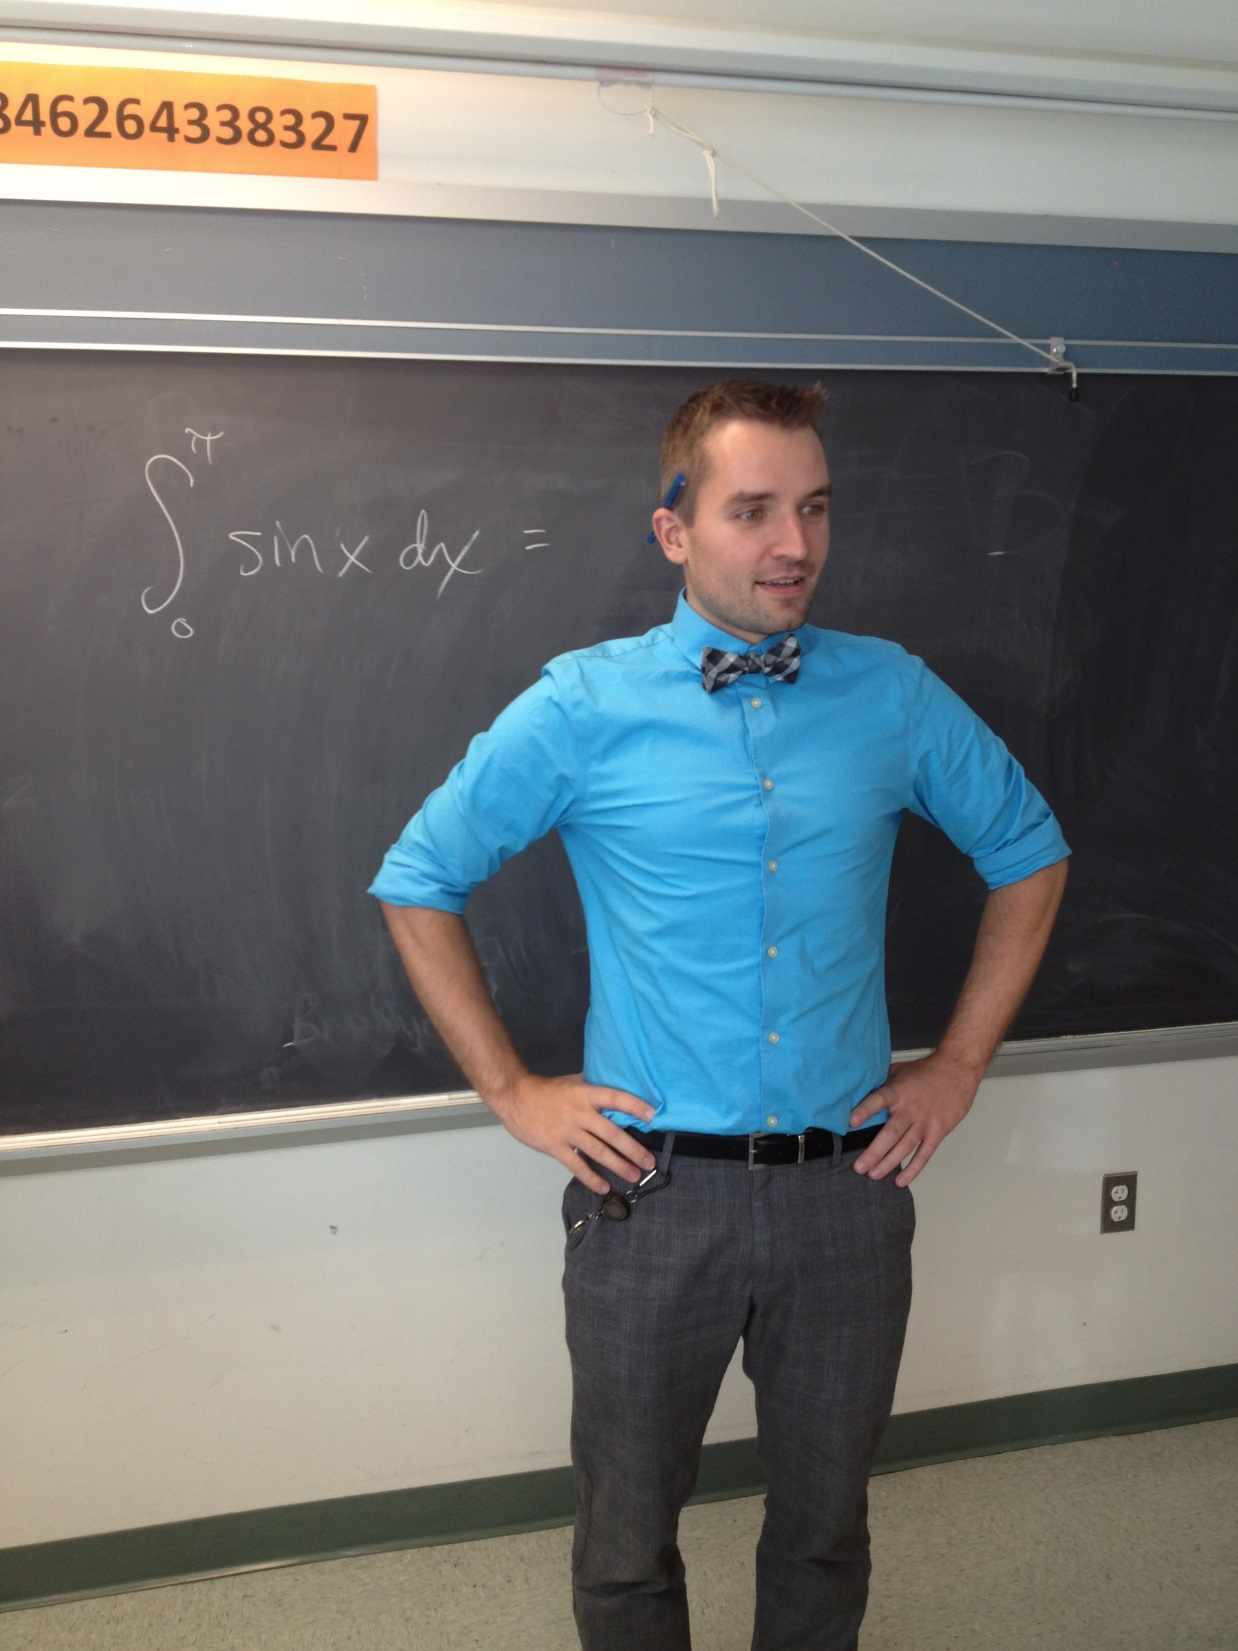 846264338327
∫₀^π sin x dx =